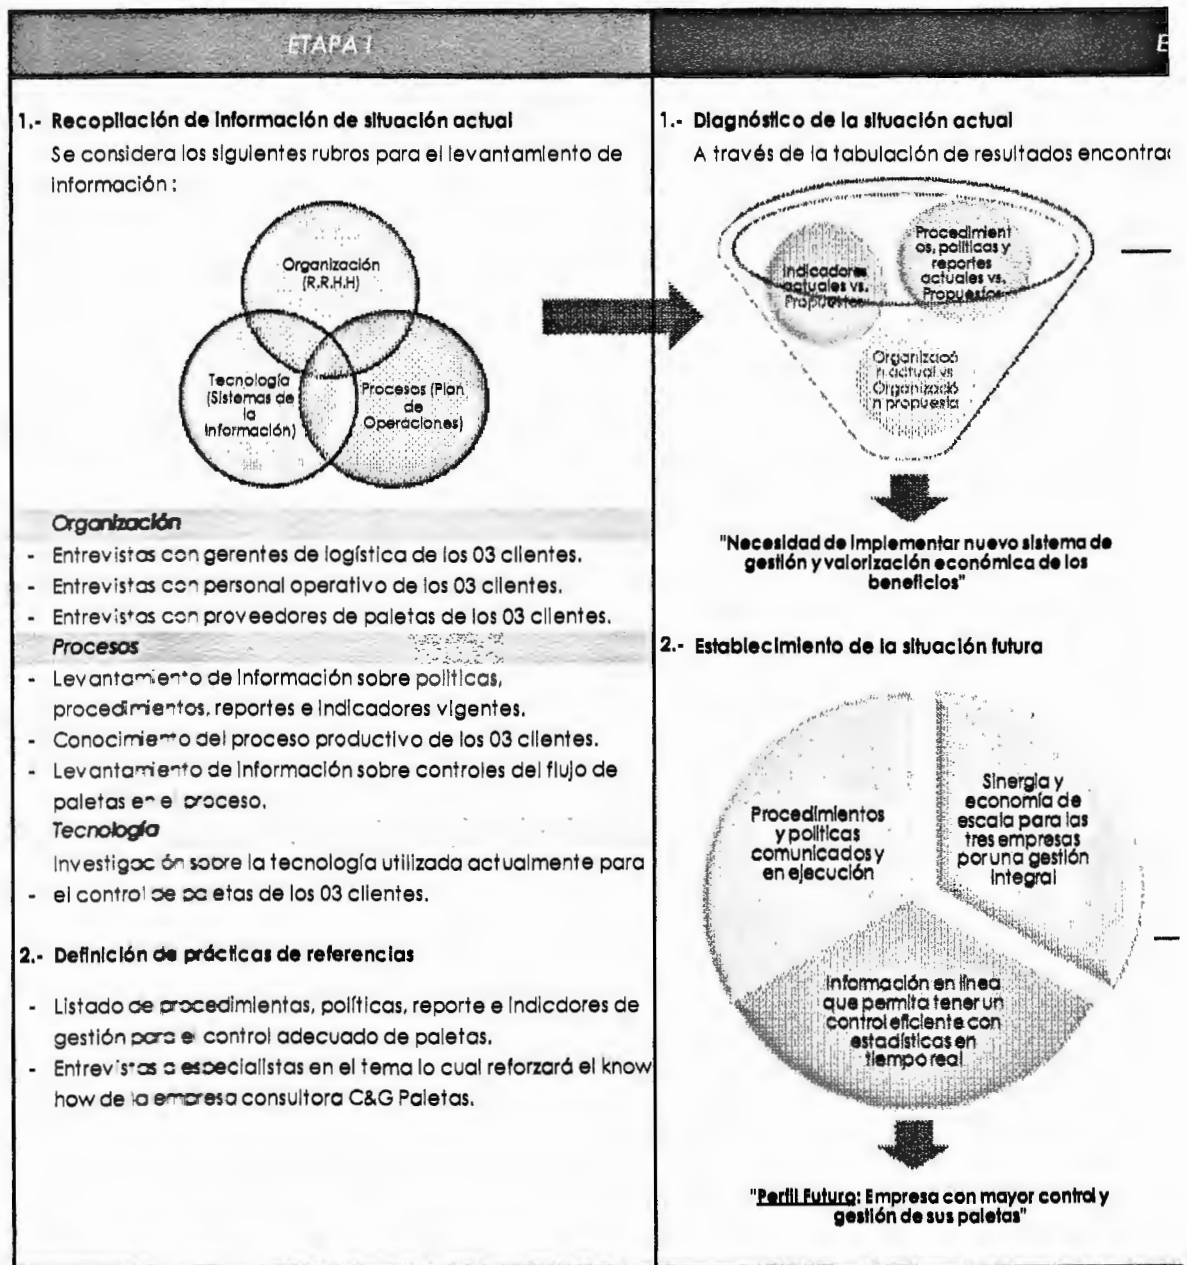 ETAPA I
1.- Recopilación de información de situación actual
Se considera los siguientes rubros para el levantamiento de
información :
Organización
(R.R.H.H)
Tecnología
(Sistemas de
la
información)
Procesos (Plan
de
Operaciones)
Organización
- Entrevistas con gerentes de logística de los 03 clientes.
- Entrevistas con personal operativo de los 03 clientes.
- Entrevistas con proveedores de paletas de los 03 clientes.
Procesos
- Levantamiento de información sobre políticas,
procedimientos, reportes e indicadores vigentes.
- Conocimiento del proceso productivo de los 03 clientes.
- Levantamiento de información sobre controles del flujo de
paletas en el proceso.
Tecnología
Investigación sobre la tecnología utilizada actualmente para
- el control de paletas de los 03 clientes.
2.- Definición de prácticas de referencias
- Listado de procedimientas, políticas, reporte e indicdores de
gestión para el control adecuado de paletas.
- Entrevistas a especialistas en el tema lo cual reforzará el know
how de la empresa consultora C&G Paletas.
E
1.- Diagnóstico de la situación actual
A través de la tabulación de resultados encontrad
Indicadores
actuales vs.
Propuestos
Procedimient
os, políticas y
reportes
actuales vs.
Propuestos
Organizació
n actual vs
Organizació
n propuesta
"Necesidad de implementar nuevo sistema de
gestión y valorización económica de los
beneficios"
2.- Establecimiento de la situación futura
Procedimientos
y políticas
comunicados y
en ejecución
Sinergia y
economía de
escala para las
tres empresas
por una gestión
integral
Información en línea
que permita tener un
control eficiente con
estadísticas en
tiempo real
"Perfil Futuro: Empresa con mayor control y
gestión de sus paletas"